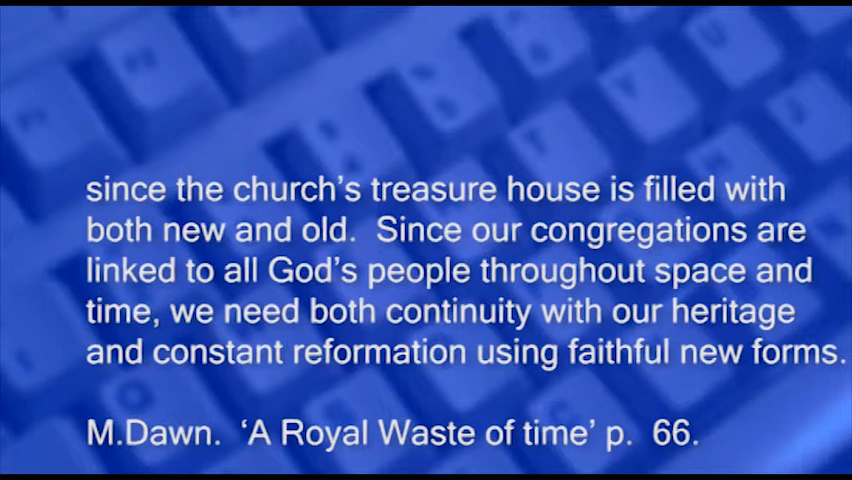 since the church's treasure house is filled with
both new and old.  Since our congregations are
linked to all God's people throughout space and
time, we need both continuity with our heritage
and constant reformation using faithful new forms.
M.Dawn.  ‘A Royal Waste of time’ p.  66.